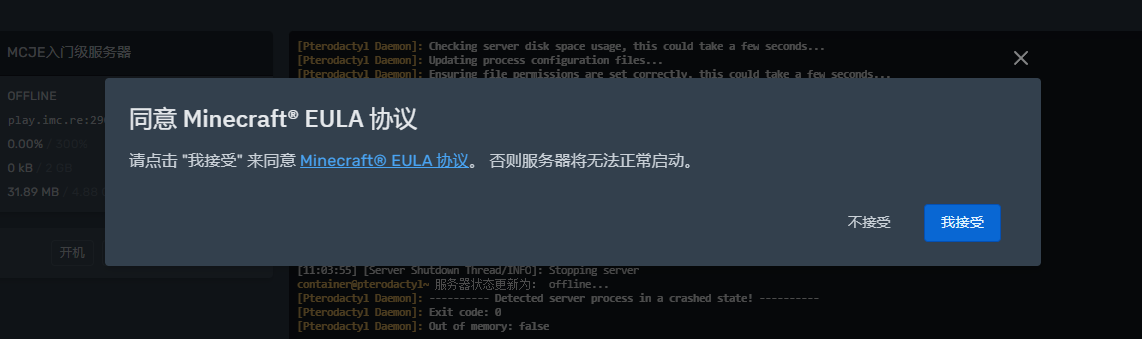 MCJE入门级服务器
OFFLINE
play.imc.re:290
0.00% / 300%
0 kB / 2 GB
31.89 MB / 4.88
开机
[Pterodactyl Daemon]: Checking server disk space usage, this could take a few seconds...
[Pterodactyl Daemon]: Updating process configuration files...
[Pterodactyl Daemon]: Ensuring file permissions are set correctly, this could take a few seconds...
同意 Minecraft® EULA 协议
请点击 "我接受" 来同意 Minecraft® EULA 协议。 否则服务器将无法正常启动。
不接受
我接受
[11:03:55] [Server Shutdown Thread/INFO]: Stopping server
container@pterodactyl~ 服务器状态更新为： offline...
[Pterodactyl Daemon]: ---------- Detected server process in a crashed state! ----------
[Pterodactyl Daemon]: Exit code: 0
[Pterodactyl Daemon]: Out of memory: false